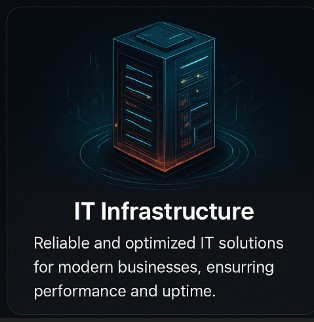 IT Infrastructure
Reliable and optimized IT solutions
for modern businesses, ensuring
performance and uptime.